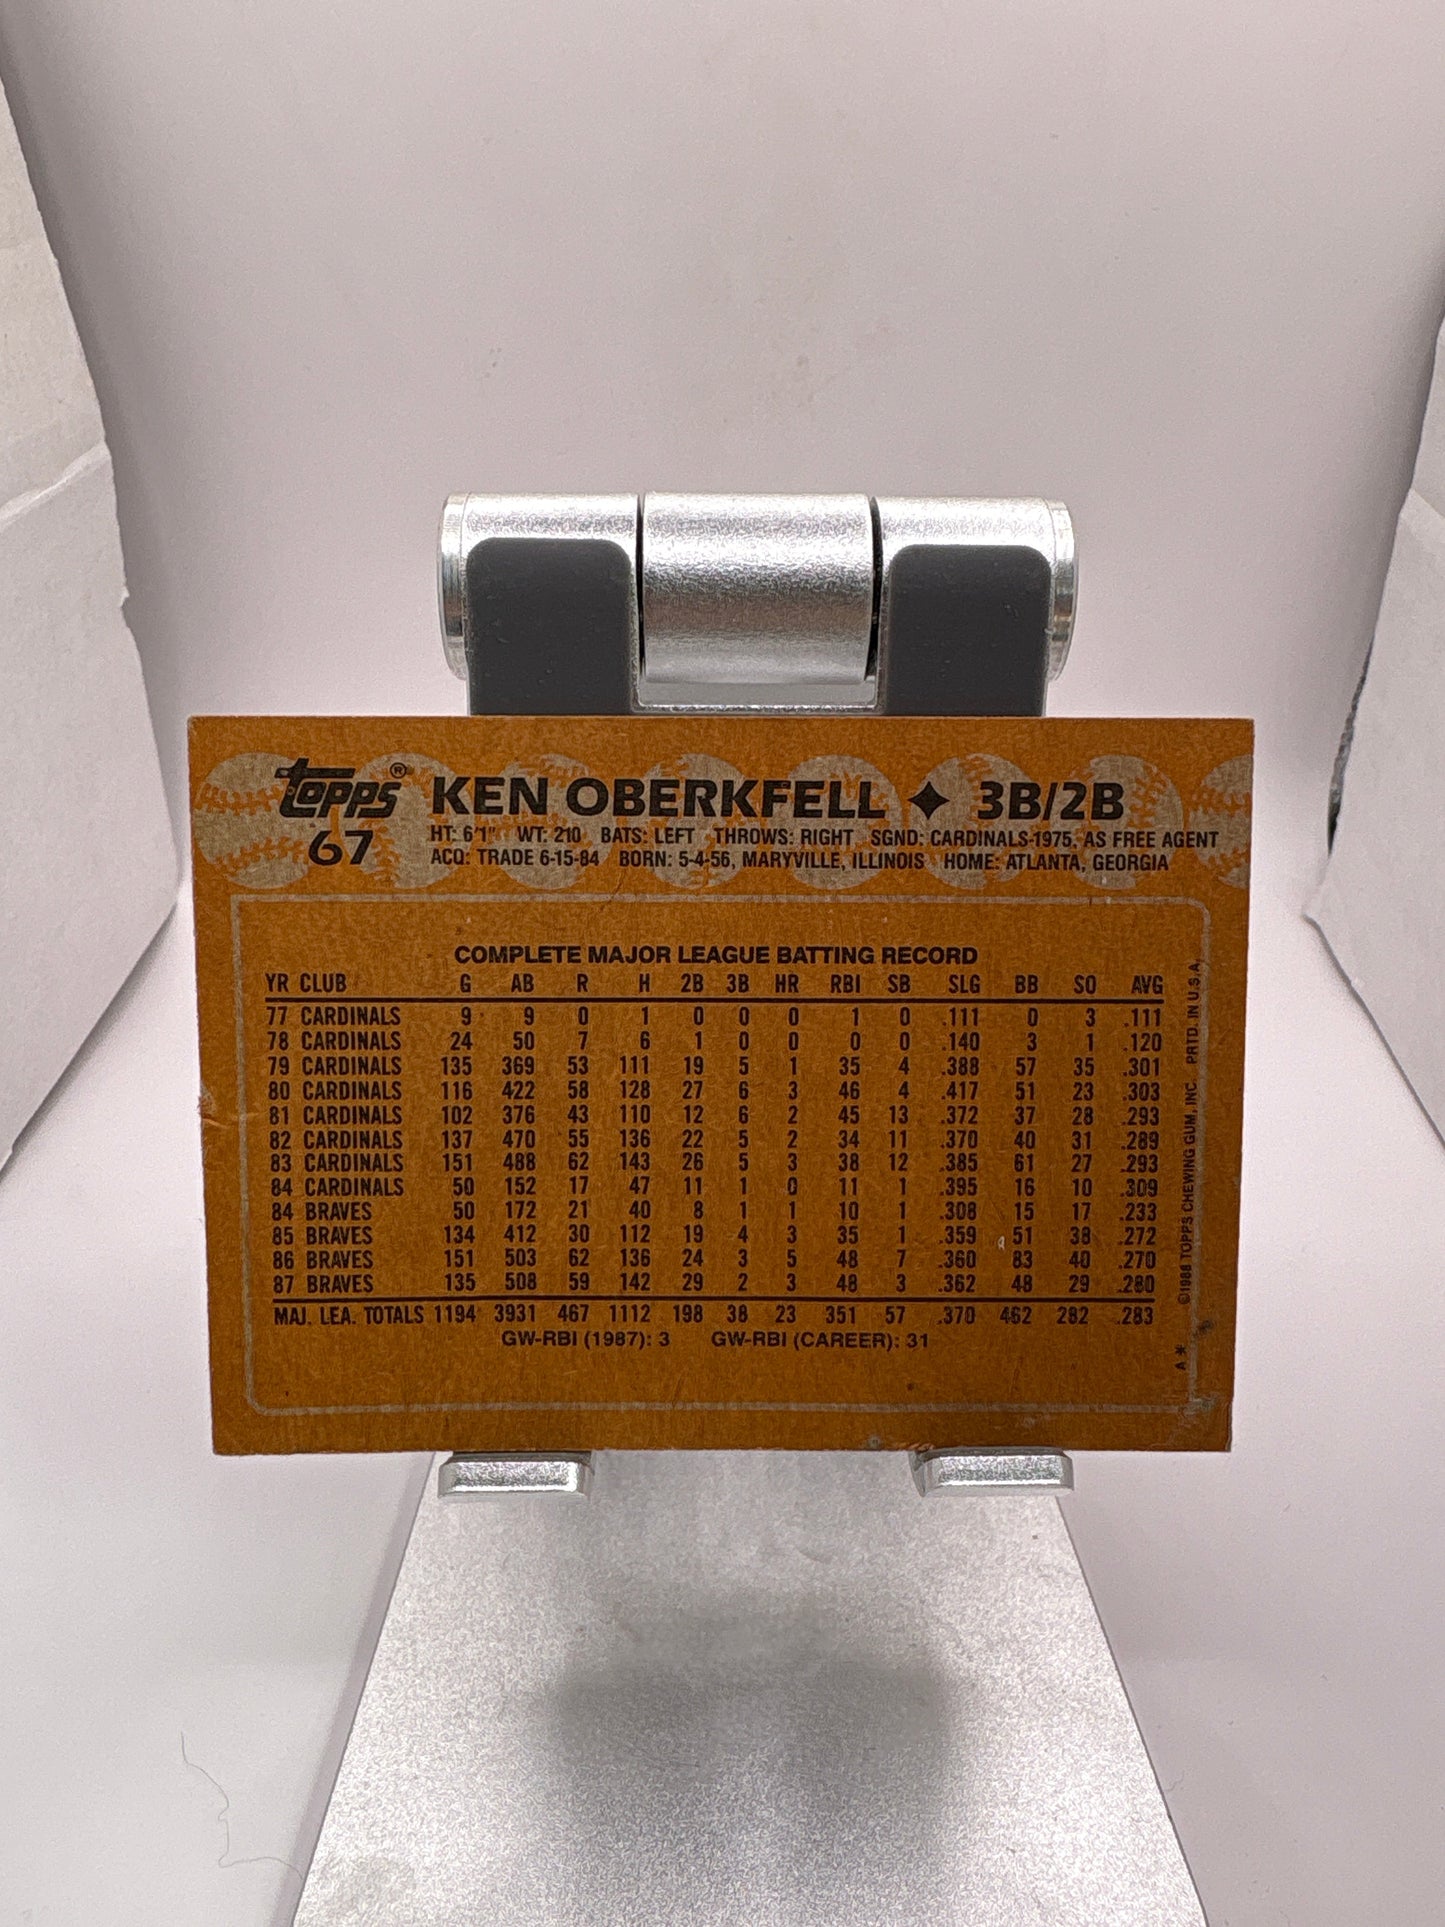 topps® KEN OBERKFELL ✦ 3B/2B
67
HT: 6'1" WT: 210 BATS: LEFT THROWS: RIGHT SGND: CARDINALS-1975, AS FREE AGENT
ACQ: TRADE 6-15-84 BORN: 5-4-56, MARYVILLE, ILLINOIS HOME: ATLANTA, GEORGIA
COMPLETE MAJOR LEAGUE BATTING RECORD
YR CLUB G AB R H 2B 3B HR RBI SB SLG BB SO AVG
77 CARDINALS 9 9 0 1 0 0 0 1 0 .111 0 3 .111
78 CARDINALS 24 50 7 6 1 0 0 0 0 .140 3 1 .120
79 CARDINALS 135 369 53 111 19 5 1 35 4 .388 57 35 .301
80 CARDINALS 116 422 58 128 27 6 3 46 4 .417 51 23 .303
81 CARDINALS 102 376 43 110 12 6 2 45 13 .372 37 28 .293
82 CARDINALS 137 470 55 136 22 5 2 34 11 .370 40 31 .289
83 CARDINALS 151 488 62 143 26 5 3 38 12 .385 61 27 .293
84 CARDINALS 50 152 17 47 11 1 0 11 1 .395 16 10 .309
84 BRAVES 50 172 21 40 8 1 1 10 1 .308 15 17 .233
85 BRAVES 134 412 30 112 19 4 3 35 1 .359 51 38 .272
86 BRAVES 151 503 62 136 24 3 5 48 7 .360 83 40 .270
87 BRAVES 135 508 59 142 29 2 3 48 3 .362 48 29 .280
MAJ. LEA. TOTALS 1194 3931 467 1112 198 38 23 351 57 .370 462 282 .283
GW-RBI (1987): 3 GW-RBI (CAREER): 31
A * ©1988 TOPPS CHEWING GUM, INC. PRTD. IN U.S.A.